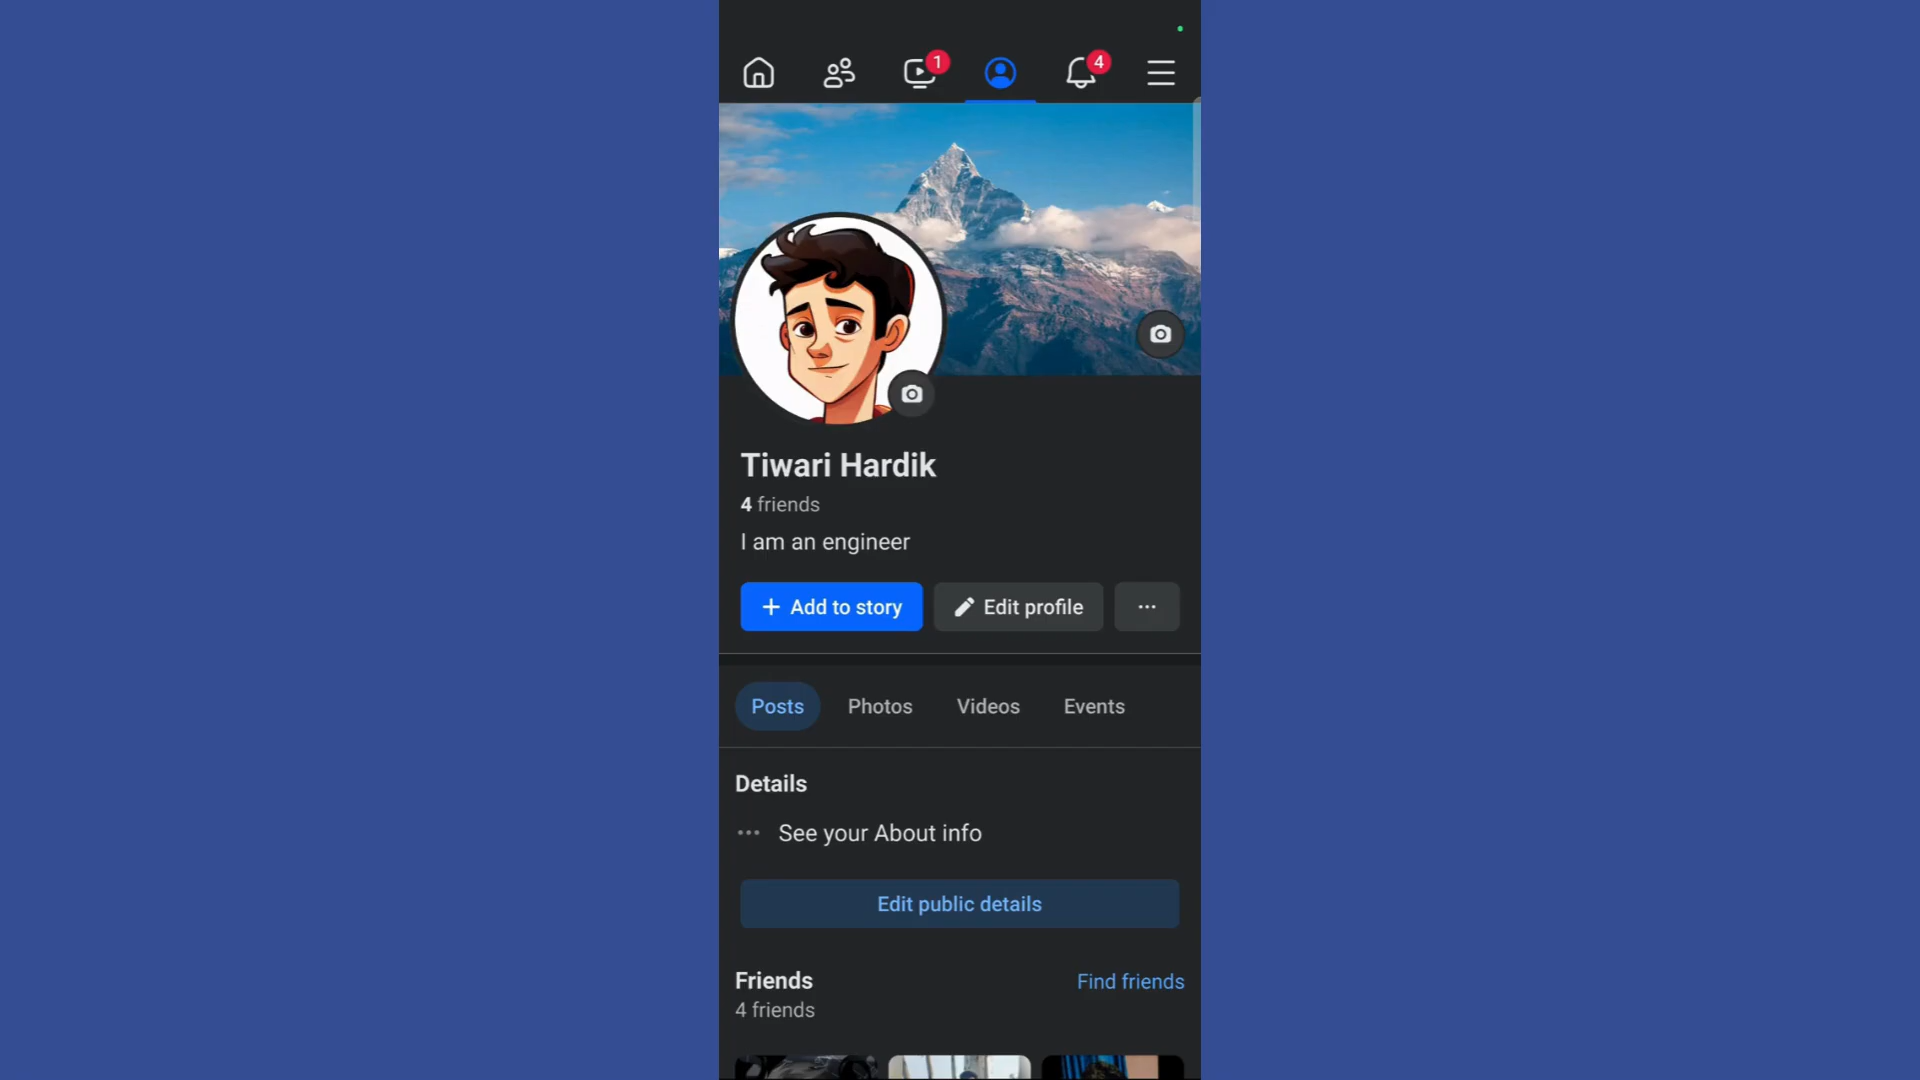 1
4
Tiwari Hardik
4 friends
I am an engineer
+ Add to story
Edit profile
...
Posts
Photos
Videos
Events
Details
... See your About info
Edit public details
Friends
Find friends
4 friends